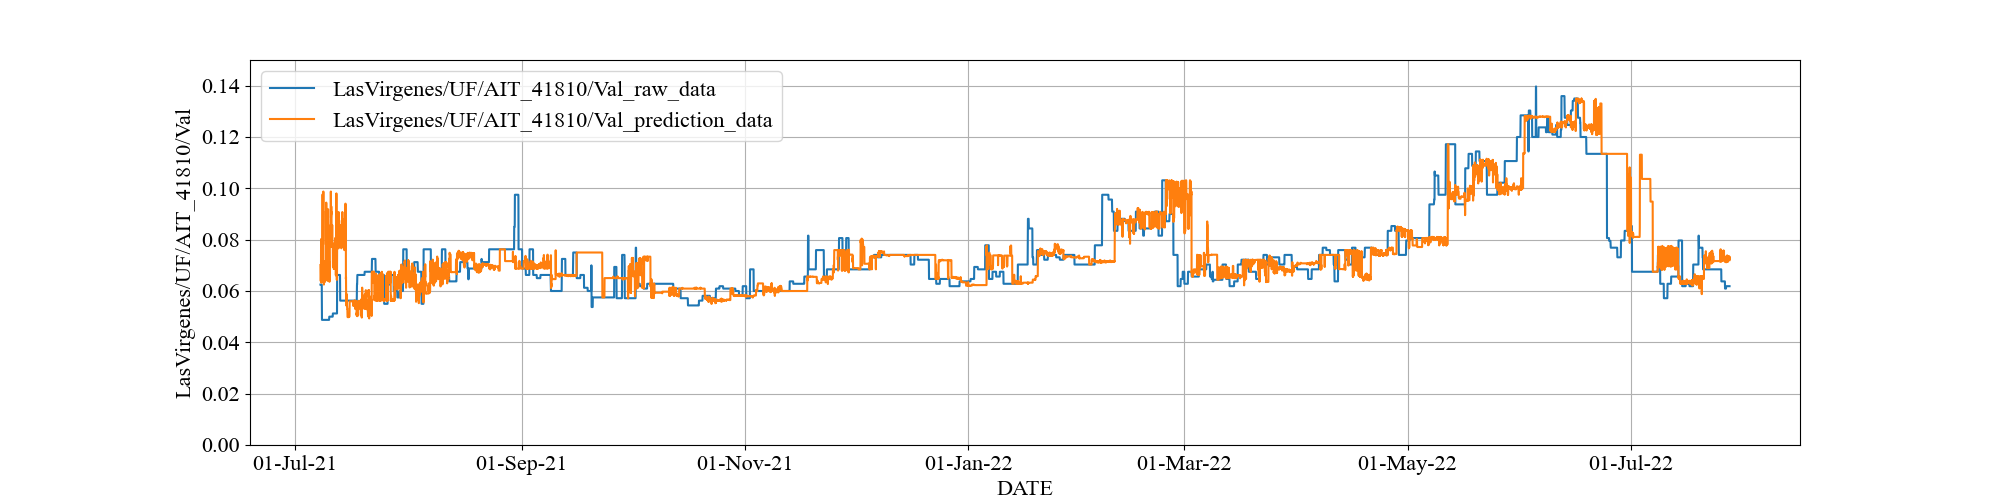 LasVirgenes/UF/AIT_41810/Val_raw_data
LasVirgenes/UF/AIT_41810/Val_prediction_data
LasVirgenes/UF/AIT_41810/Val
0.14
0.12
0.10
0.08
0.06
0.04
0.02
0.00
01-Jul-21
01-Sep-21
01-Nov-21
01-Jan-22
01-Mar-22
01-May-22
01-Jul-22
DATE